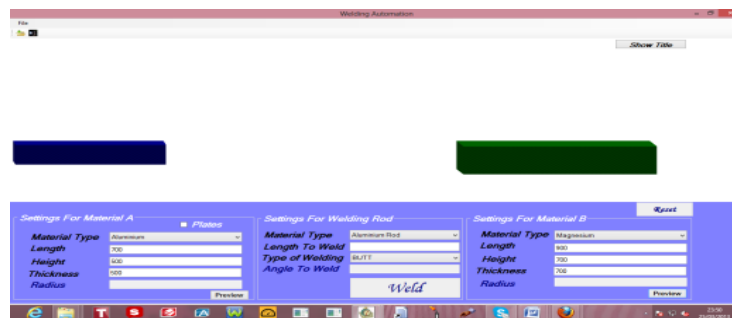 Welding Automation
File
Show Title
Reset
Settings For Material A
Plates
Material Type Aluminium
Length 700
Height 600
Thickness 500
Radius
Preview
Settings For Welding Rod
Material Type Aluminium Rod
Length To Weld
Type of Welding BUTT
Angle To Weld
Weld
Settings For Material B
Material Type Magnesium
Length 900
Height 700
Thickness 700
Radius
Preview
23:56